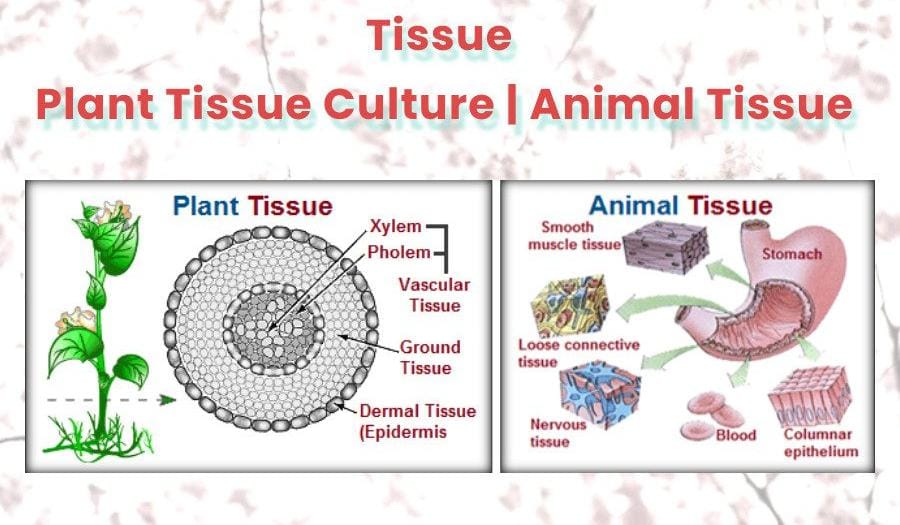 Tissue
Plant Tissue Culture | Animal Tissue
Plant Tissue
Xylem
Pholem
Vascular
Tissue
Ground
Tissue
Dermal Tissue
(Epidermis
Animal Tissue
Smooth
muscle tissue
Stomach
Loose connective
tissue
Nervous
tissue
Blood
Columnar
epithelium